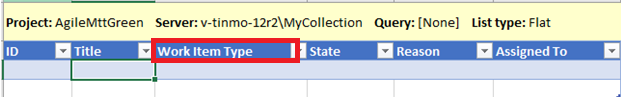 Project: AgileMttGreen Server: v-tinmo-12r2\MyCollection Query: [None] List type: Flat
ID Title Work Item Type State Reason Assigned To